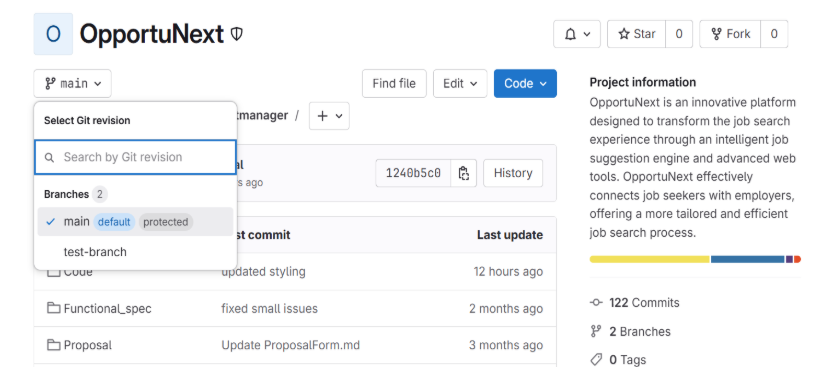 O OpportuNext
Star 0 Fork 0
main
Find file Edit Code
Select Git revision
tmanager / +
Search by Git revision
Branches 2
main default protected
test-branch
s ago
1240b5c0 History
st commit Last update
Code updated styling 12 hours ago
Functional_spec fixed small issues 2 months ago
Proposal Update ProposalForm.md 3 months ago
Project information
OpportuNext is an innovative platform
designed to transform the job search
experience through an intelligent job
suggestion engine and advanced web
tools. OpportuNext effectively
connects job seekers with employers,
offering a more tailored and efficient
job search process.
122 Commits
2 Branches
0 Tags